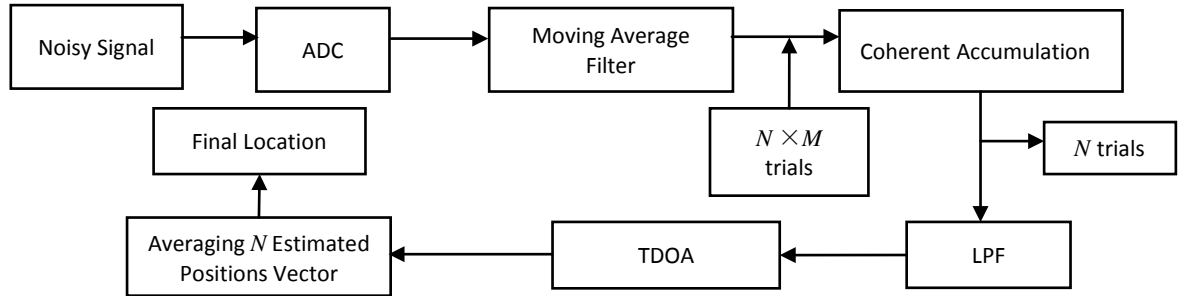 Noisy Signal
ADC
Moving Average
Filter
Coherent Accumulation
N × M
trials
N trials
Final Location
Averaging N Estimated
Positions Vector
TDOA
LPF